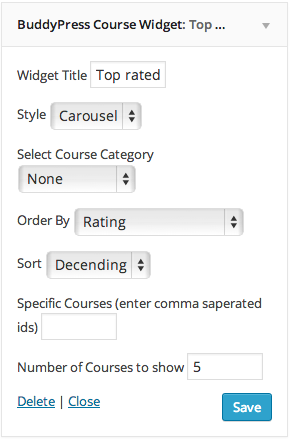 BuddyPress Course Widget: Top ...
Widget Title Top rated
Style Carousel
Select Course Category
None
Order By Rating
Sort Decending
Specific Courses (enter comma saperated
ids)
Number of Courses to show 5
Delete | Close Save